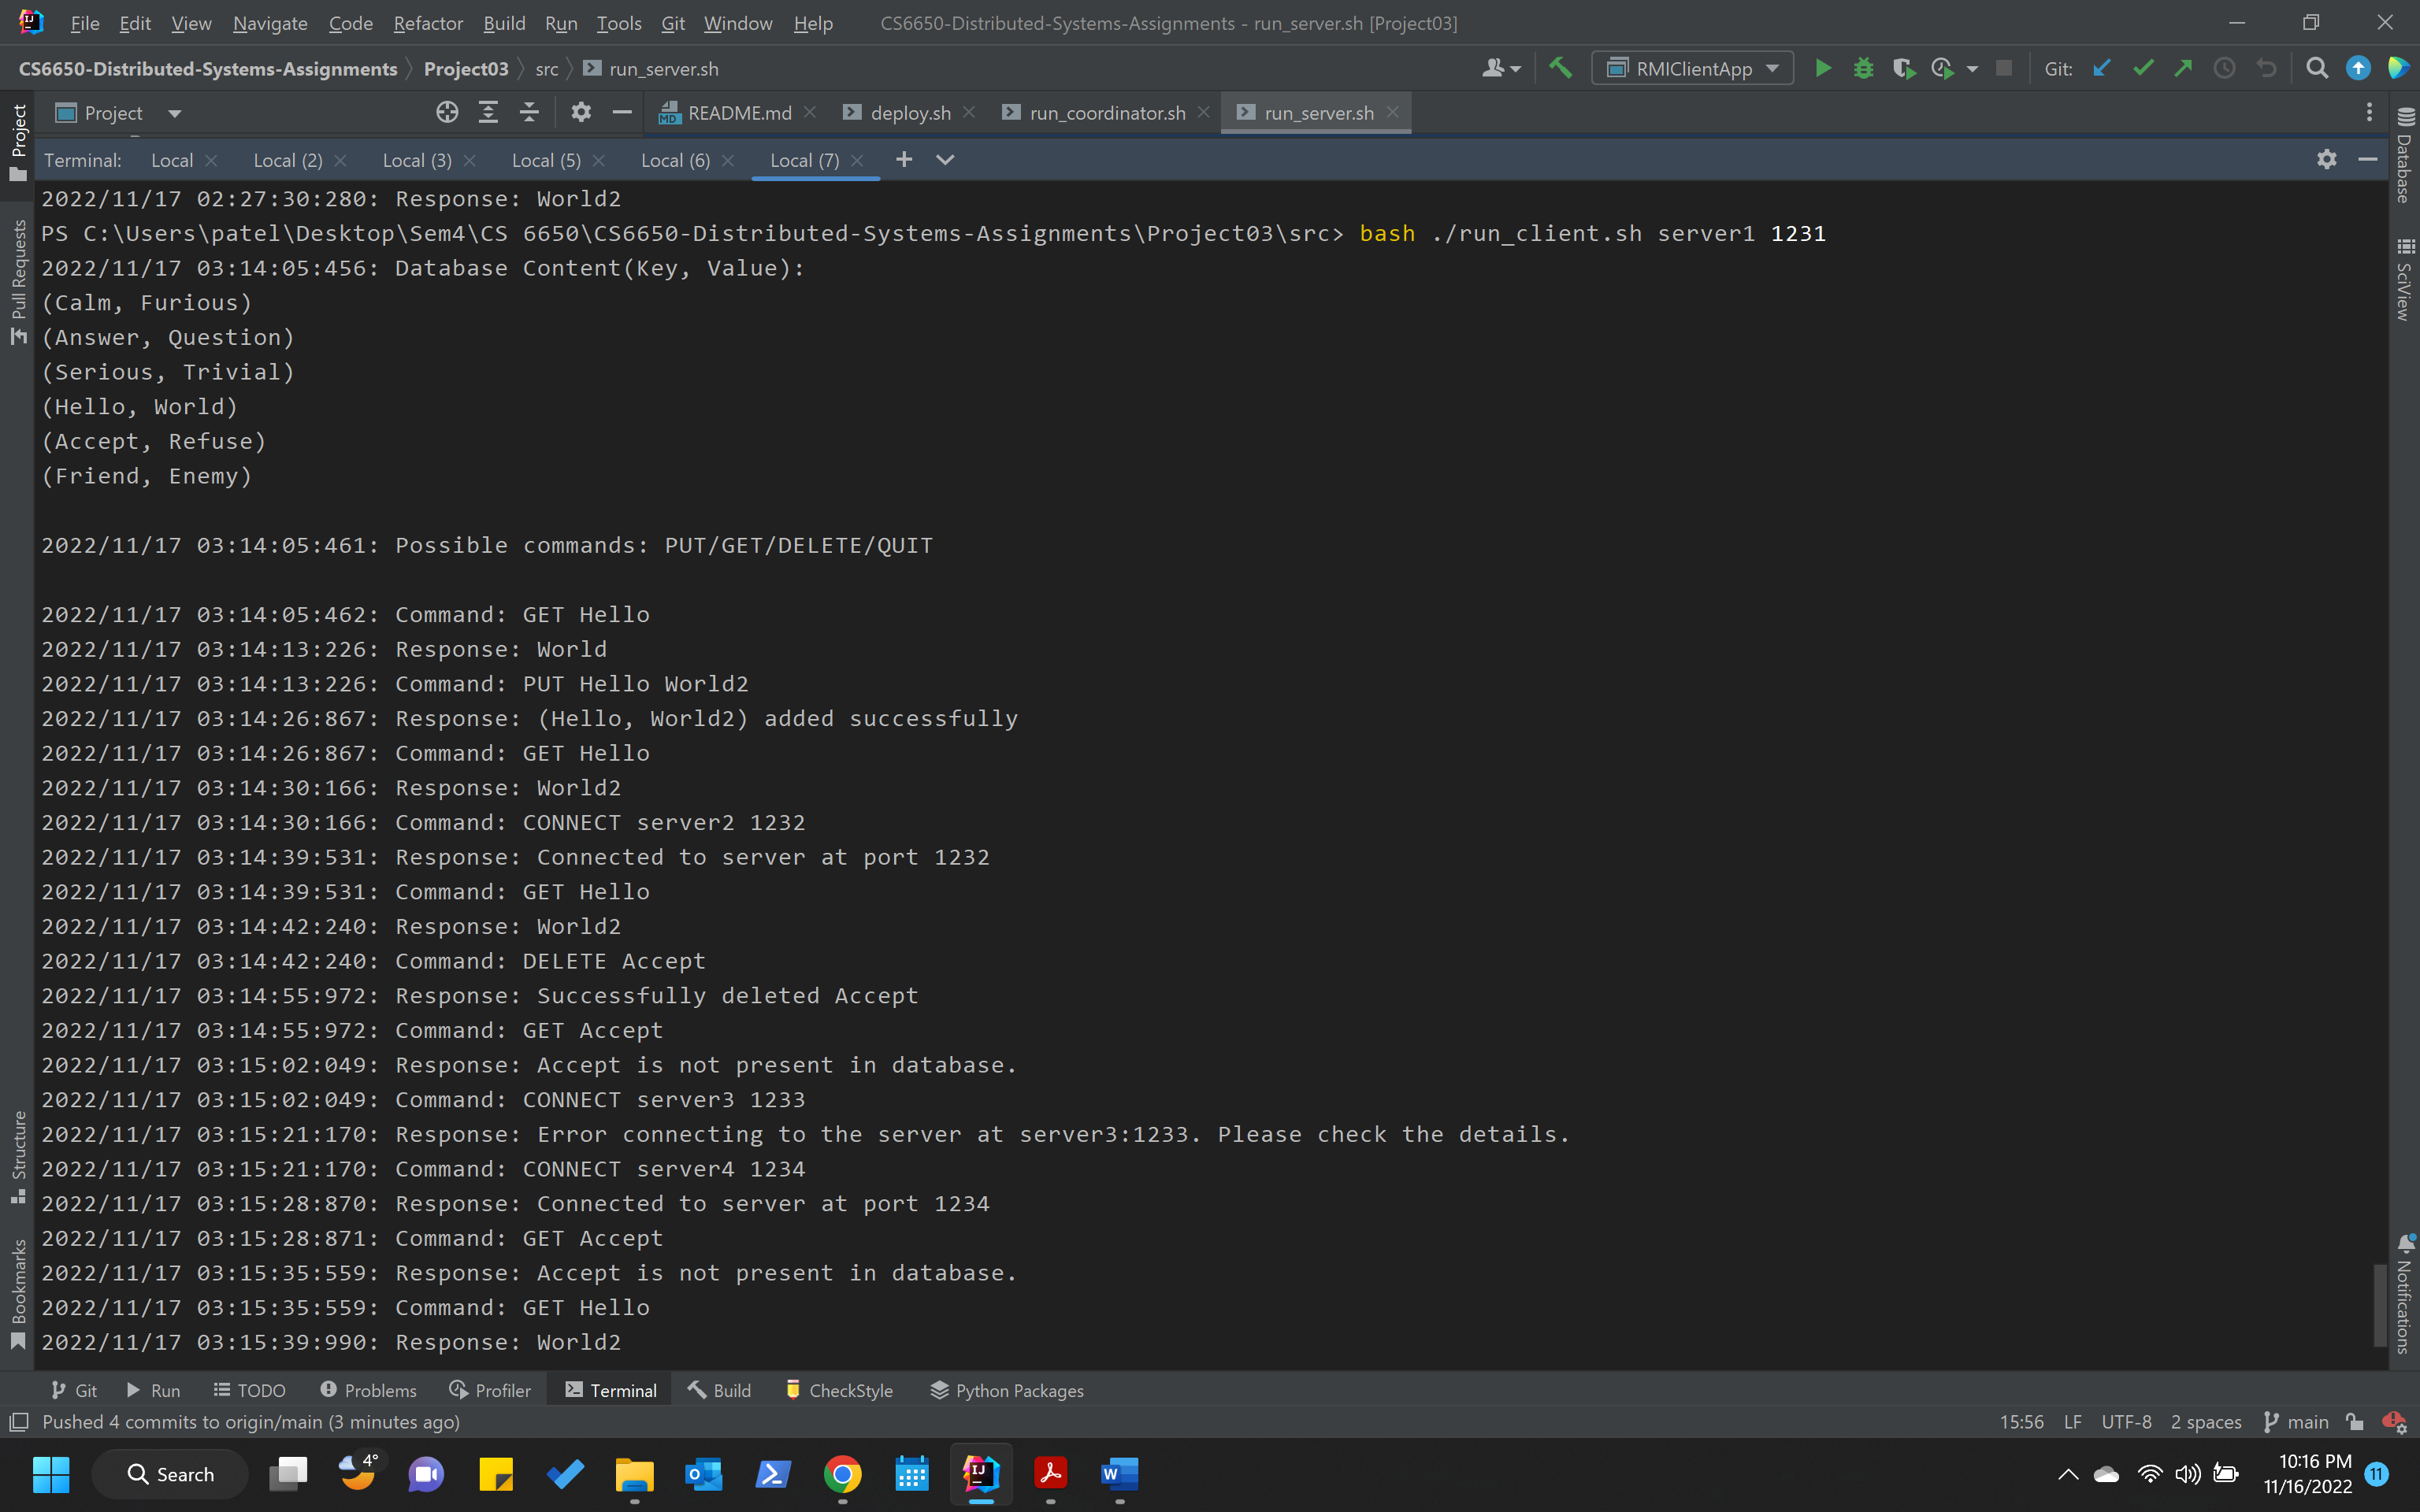 File Edit View Navigate Code Refactor Build Run Tools Git Window Help CS6650-Distributed-Systems-Assignments - run_server.sh [Project03]
CS6650-Distributed-Systems-Assignments Project03 src run_server.sh RMIClientApp Git:
Project README.md deploy.sh run_coordinator.sh run_server.sh
Terminal: Local Local (2) Local (3) Local (5) Local (6) Local (7)
2022/11/17 02:27:30:280: Response: World2
PS C:\Users\patel\Desktop\Sem4\CS 6650\CS6650-Distributed-Systems-Assignments\Project03\src> bash ./run_client.sh server1 1231
2022/11/17 03:14:05:456: Database Content(Key, Value):
(Calm, Furious)
(Answer, Question)
(Serious, Trivial)
(Hello, World)
(Accept, Refuse)
(Friend, Enemy)
2022/11/17 03:14:05:461: Possible commands: PUT/GET/DELETE/QUIT
2022/11/17 03:14:05:462: Command: GET Hello
2022/11/17 03:14:13:226: Response: World
2022/11/17 03:14:13:226: Command: PUT Hello World2
2022/11/17 03:14:26:867: Response: (Hello, World2) added successfully
2022/11/17 03:14:26:867: Command: GET Hello
2022/11/17 03:14:30:166: Response: World2
2022/11/17 03:14:30:166: Command: CONNECT server2 1232
2022/11/17 03:14:39:531: Response: Connected to server at port 1232
2022/11/17 03:14:39:531: Command: GET Hello
2022/11/17 03:14:42:240: Response: World2
2022/11/17 03:14:42:240: Command: DELETE Accept
2022/11/17 03:14:55:972: Response: Successfully deleted Accept
2022/11/17 03:14:55:972: Command: GET Accept
2022/11/17 03:15:02:049: Response: Accept is not present in database.
2022/11/17 03:15:02:049: Command: CONNECT server3 1233
2022/11/17 03:15:21:170: Response: Error connecting to the server at server3:1233. Please check the details.
2022/11/17 03:15:21:170: Command: CONNECT server4 1234
2022/11/17 03:15:28:870: Response: Connected to server at port 1234
2022/11/17 03:15:28:871: Command: GET Accept
2022/11/17 03:15:35:559: Response: Accept is not present in database.
2022/11/17 03:15:35:559: Command: GET Hello
2022/11/17 03:15:39:990: Response: World2
Project
Pull Requests
Structure
Bookmarks
Database
SciView
Notifications
Git Run TODO Problems Profiler Terminal Build CheckStyle Python Packages
Pushed 4 commits to origin/main (3 minutes ago) 15:56 LF UTF-8 2 spaces main
Search 4° 10:16 PM
11/16/2022 11